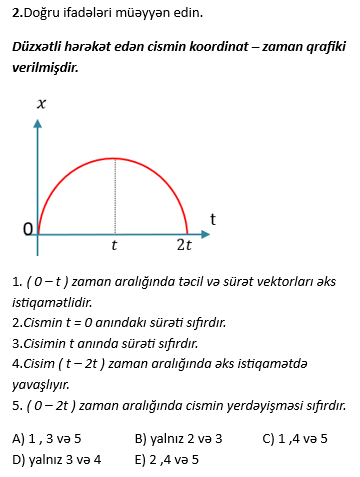 2.Doğru ifadələri müəyyən edin.
Düzxətli hərəkət edən cismin koordinat – zaman qrafiki
verilmişdir.
x
0
t
t
2t
1. ( 0 – t ) zaman aralığında təcil və sürət vektorları əks
istiqamətlidir.
2.Cismin t = 0 anındakı sürəti sıfırdır.
3.Cisimin t anında sürəti sıfırdır.
4.Cisim ( t – 2t ) zaman aralığında əks istiqamətdə
yavaşlıyır.
5. ( 0 – 2t ) zaman aralığında cismin yerdəyişməsi sıfırdır.
A) 1 , 3 və 5 B) yalnız 2 və 3 C) 1 ,4 və 5
D) yalnız 3 və 4 E) 2 ,4 və 5